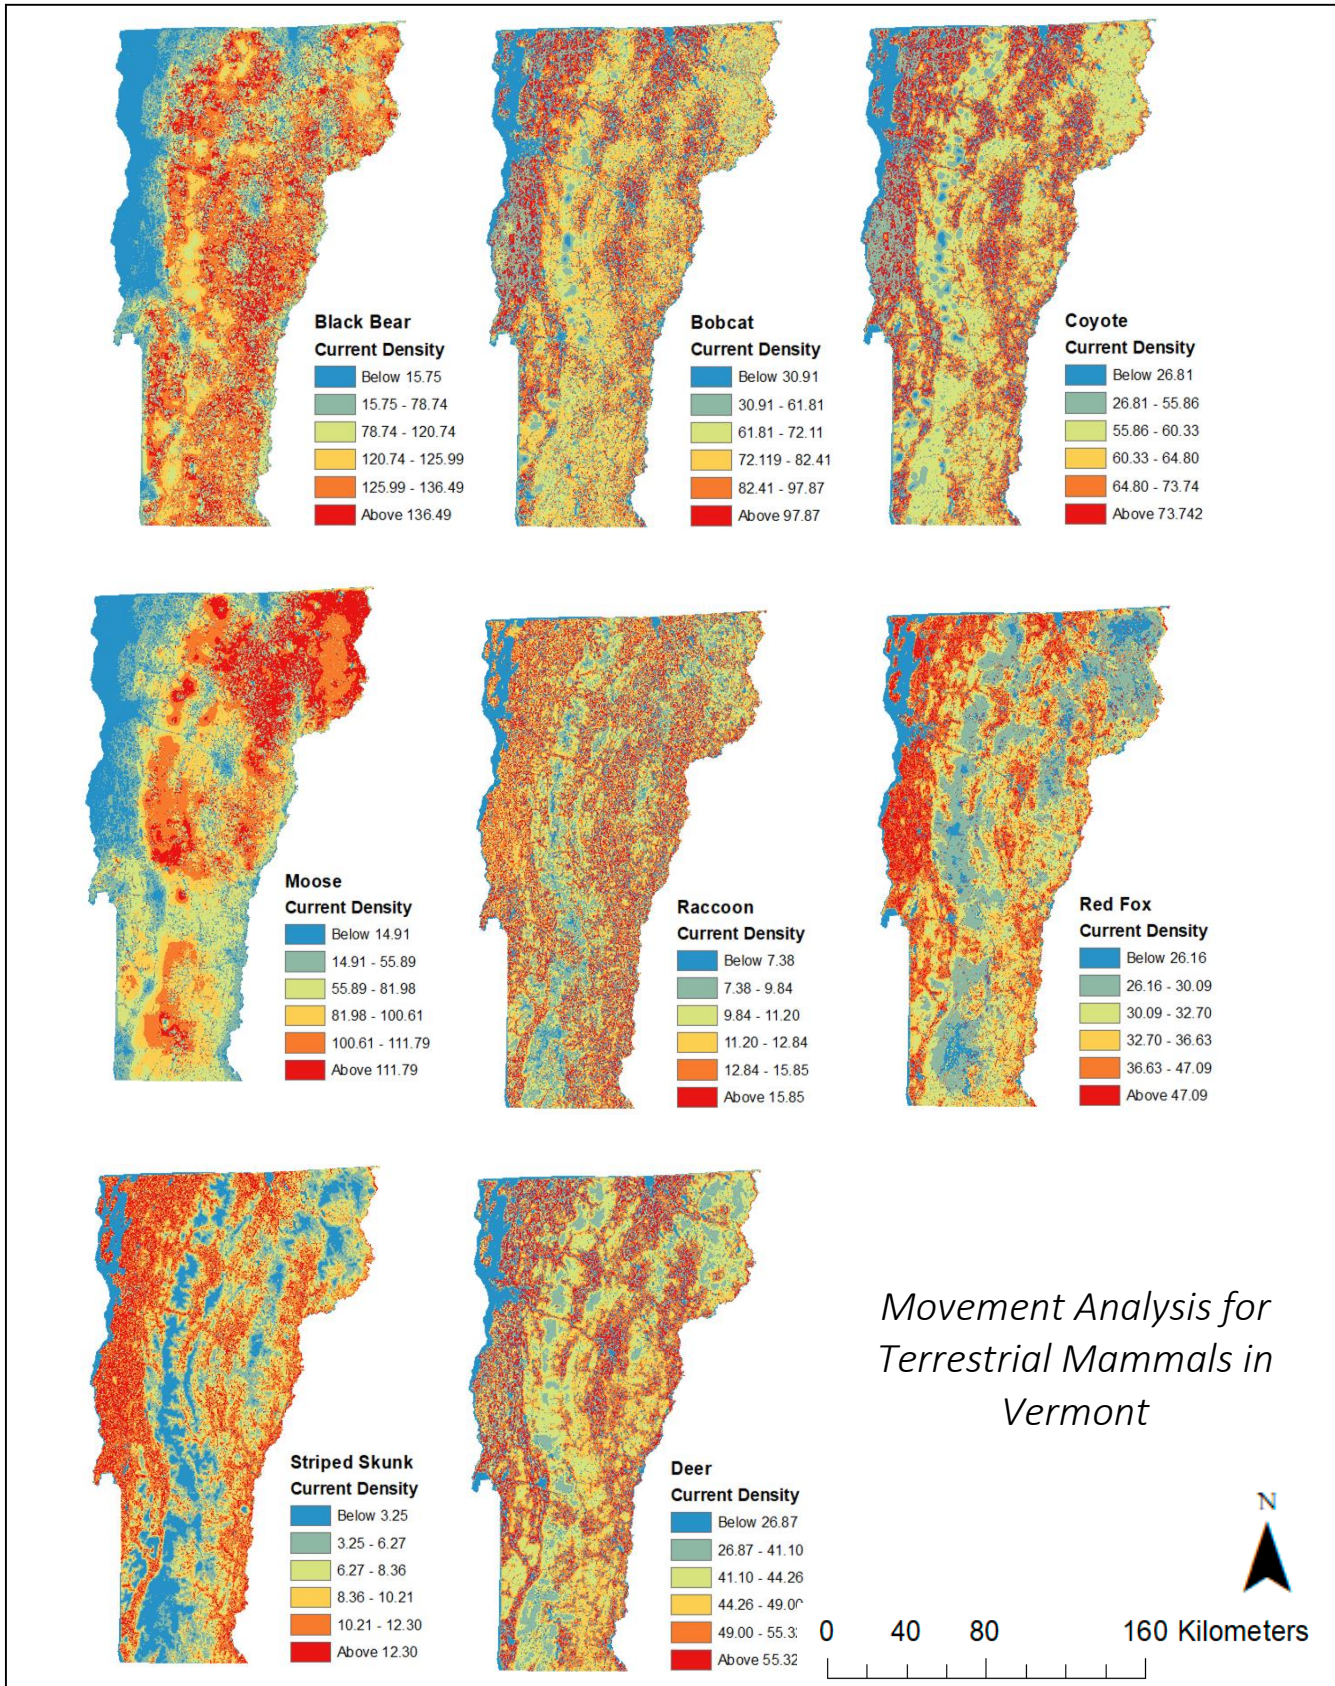 Black Bear
Current Density
Below 15.75
15.75 - 78.74
78.74 - 120.74
120.74 - 125.99
125.99 - 136.49
Above 136.49
Bobcat
Current Density
Below 30.91
30.91 - 61.81
61.81 - 72.11
72.119 - 82.41
82.41 - 97.87
Above 97.87
Coyote
Current Density
Below 26.81
26.81 - 55.86
55.86 - 60.33
60.33 - 64.80
64.80 - 73.74
Above 73.742
Moose
Current Density
Below 14.91
14.91 - 55.89
55.89 - 81.98
81.98 - 100.61
100.61 - 111.79
Above 111.79
Raccoon
Current Density
Below 7.38
7.38 - 9.84
9.84 - 11.20
11.20 - 12.84
12.84 - 15.85
Above 15.85
Red Fox
Current Density
Below 26.16
26.16 - 30.09
30.09 - 32.70
32.70 - 36.63
36.63 - 47.09
Above 47.09
Striped Skunk
Current Density
Below 3.25
3.25 - 6.27
6.27 - 8.36
8.36 - 10.21
10.21 - 12.30
Above 12.30
Deer
Current Density
Below 26.87
26.87 - 41.10
41.10 - 44.26
44.26 - 49.00
49.00 - 55.3
Above 55.32
Movement Analysis for
Terrestrial Mammals in
Vermont
N
0 40 80 160 Kilometers